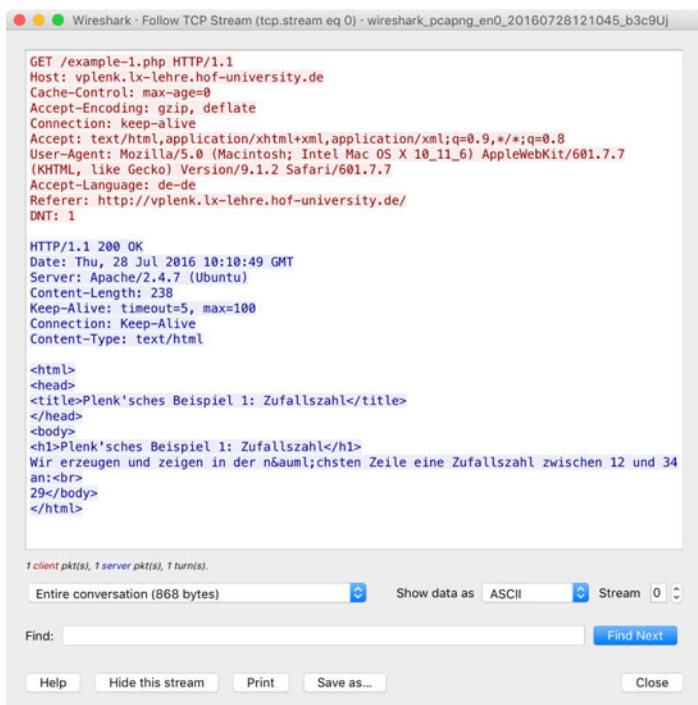 Wireshark · Follow TCP Stream (tcp.stream eq 0) · wireshark_pcapng_en0_20160728121045_b3c9Uj
GET /example-1.php HTTP/1.1
Host: vplenk.lx-lehre.hof-university.de
Cache-Control: max-age=0
Accept-Encoding: gzip, deflate
Connection: keep-alive
Accept: text/html,application/xhtml+xml,application/xml;q=0.9,*/*;q=0.8
User-Agent: Mozilla/5.0 (Macintosh; Intel Mac OS X 10_11_6) AppleWebKit/601.7.7
(KHTML, like Gecko) Version/9.1.2 Safari/601.7.7
Accept-Language: de-de
Referer: http://vplenk.lx-lehre.hof-university.de/
DNT: 1
HTTP/1.1 200 OK
Date: Thu, 28 Jul 2016 10:10:49 GMT
Server: Apache/2.4.7 (Ubuntu)
Content-Length: 238
Keep-Alive: timeout=5, max=100
Connection: Keep-Alive
Content-Type: text/html
<html>
<head>
<title>Plenk'sches Beispiel 1: Zufallszahl</title>
</head>
<body>
<h1>Plenk'sches Beispiel 1: Zufallszahl</h1>
Wir erzeugen und zeigen in der n&auml;chsten Zeile eine Zufallszahl zwischen 12 und 34
an:<br>
29</body>
</html>
1 client pkt(s), 1 server pkt(s), 1 turn(s).
Entire conversation (868 bytes) Show data as ASCII Stream 0
Find: Find Next
Help Hide this stream Print Save as... Close